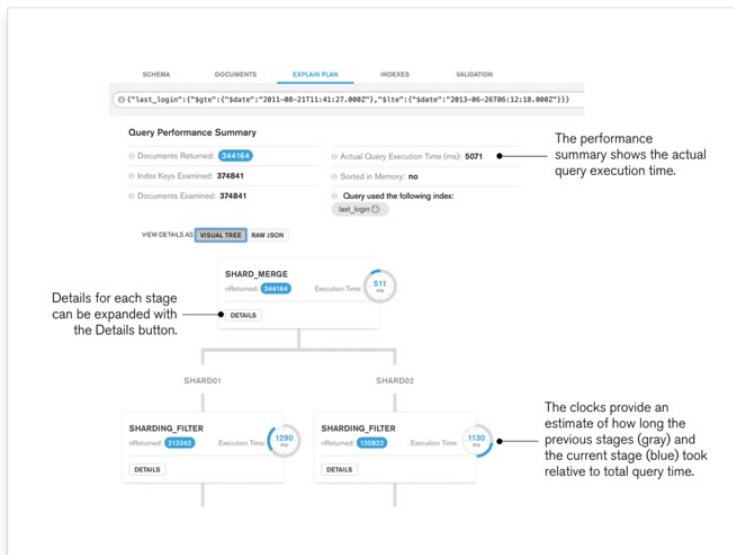 SCHEMA DOCUMENTS EXPLAIN PLAN INDEXES VALIDATION
{"last_login":{"$gte":{"$date":"2011-08-21T11:41:27.000Z"},"$lte":{"$date":"2013-06-26T06:12:18.000Z"}}}
Query Performance Summary
Documents Returned: 344164
Index Keys Examined: 374841
Documents Examined: 374841
Actual Query Execution Time (ms): 5071
Sorted in Memory: no
Query used the following index:
last_login
The performance
summary shows the actual
query execution time.
VIEW DETAILS AS VISUAL TREE RAW JSON
SHARD_MERGE
nReturned: 344164 Execution Time: 511 ms
DETAILS
Details for each stage
can be expanded with
the Details button.
SHARD01
SHARD02
SHARDING_FILTER
nReturned: 213342 Execution Time: 1290 ms
DETAILS
SHARDING_FILTER
nReturned: 130822 Execution Time: 1130 ms
DETAILS
The clocks provide an
estimate of how long the
previous stages (gray) and
the current stage (blue) took
relative to total query time.